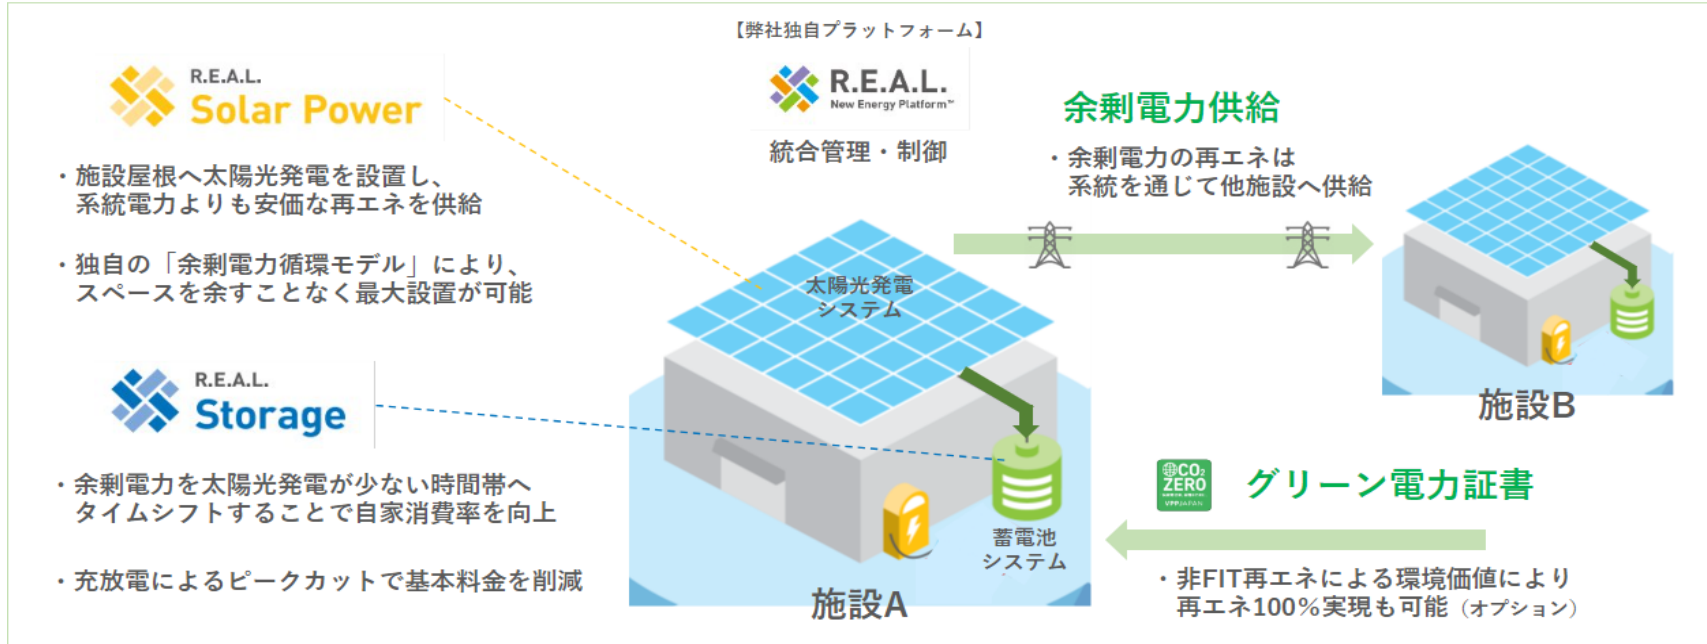 【弊社独自プラットフォーム】
R.E.A.L.
Solar Power
・施設屋根へ太陽光発電を設置し、
系統電力よりも安価な再エネを供給
・独自の「余剰電力循環モデル」により、
スペースを余すことなく最大設置が可能
R.E.A.L.
Storage
・余剰電力を太陽光発電が少ない時間帯へ
タイムシフトすることで自家消費率を向上
・充放電によるピークカットで基本料金を削減
R.E.A.L.
New Energy Platform™
統合管理・制御
太陽光発電
システム
蓄電池
システム
施設A
余剰電力供給
・余剰電力の再エネは
系統を通じて他施設へ供給
施設B
CO₂
ZERO
VPP JAPAN
グリーン電力証書
・非FIT再エネによる環境価値により
再エネ100％実現も可能（オプション）